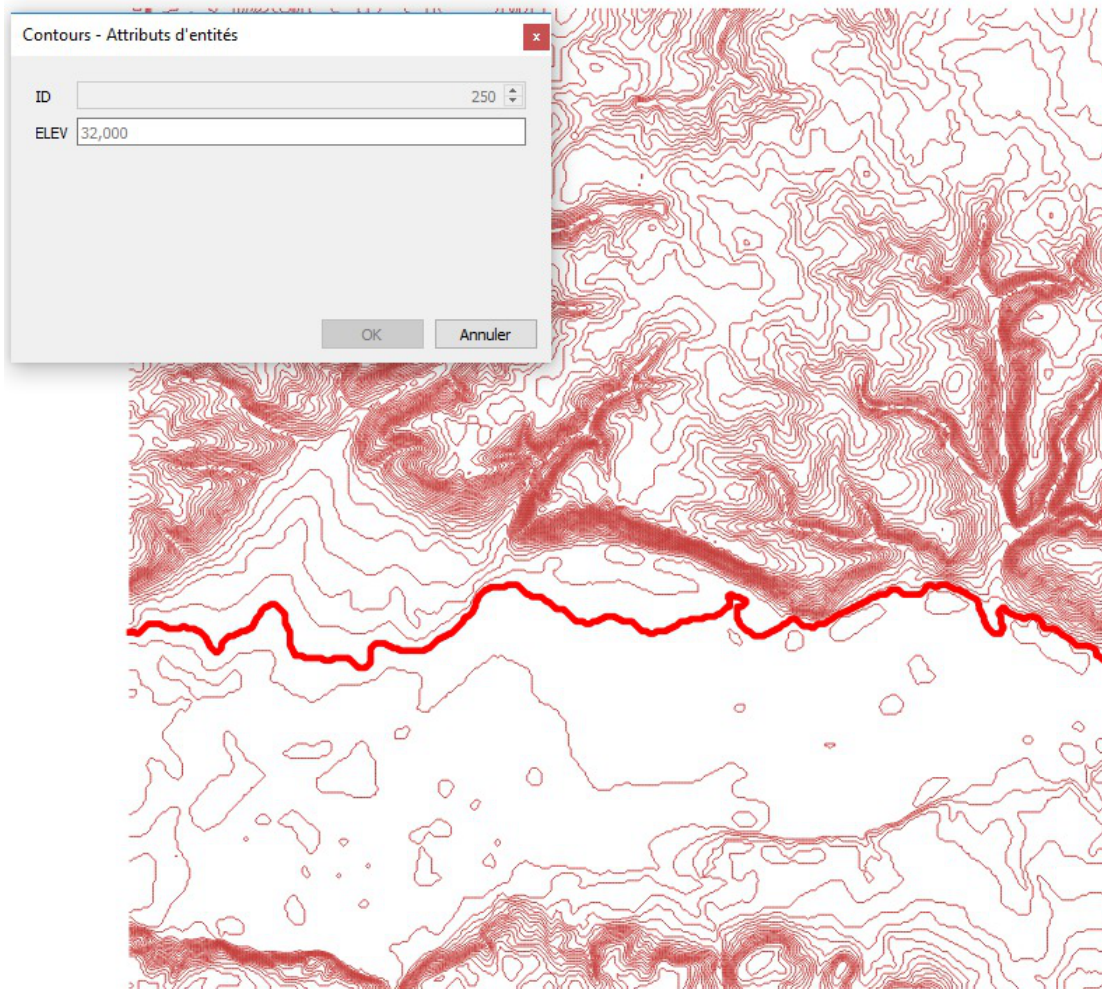 Contours - Attributs d'entités
x
ID 250
ELEV 32,000
OK Annuler